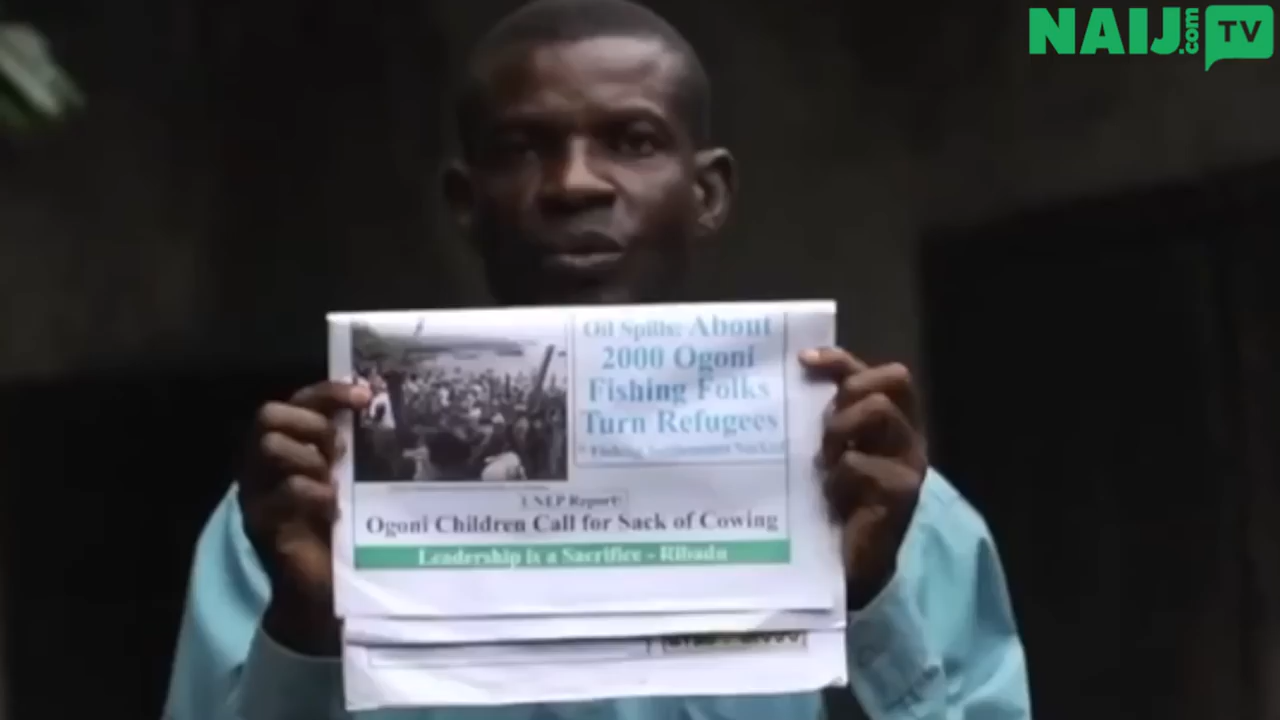 NAIJ.com TV
Oil Spills: About
2000 Ogoni
Fishing Folks
Turn Refugees
UNEP Report:
Ogoni Children Call for Sack of Cowing
Leadership is a Sacrifice - Ribadu